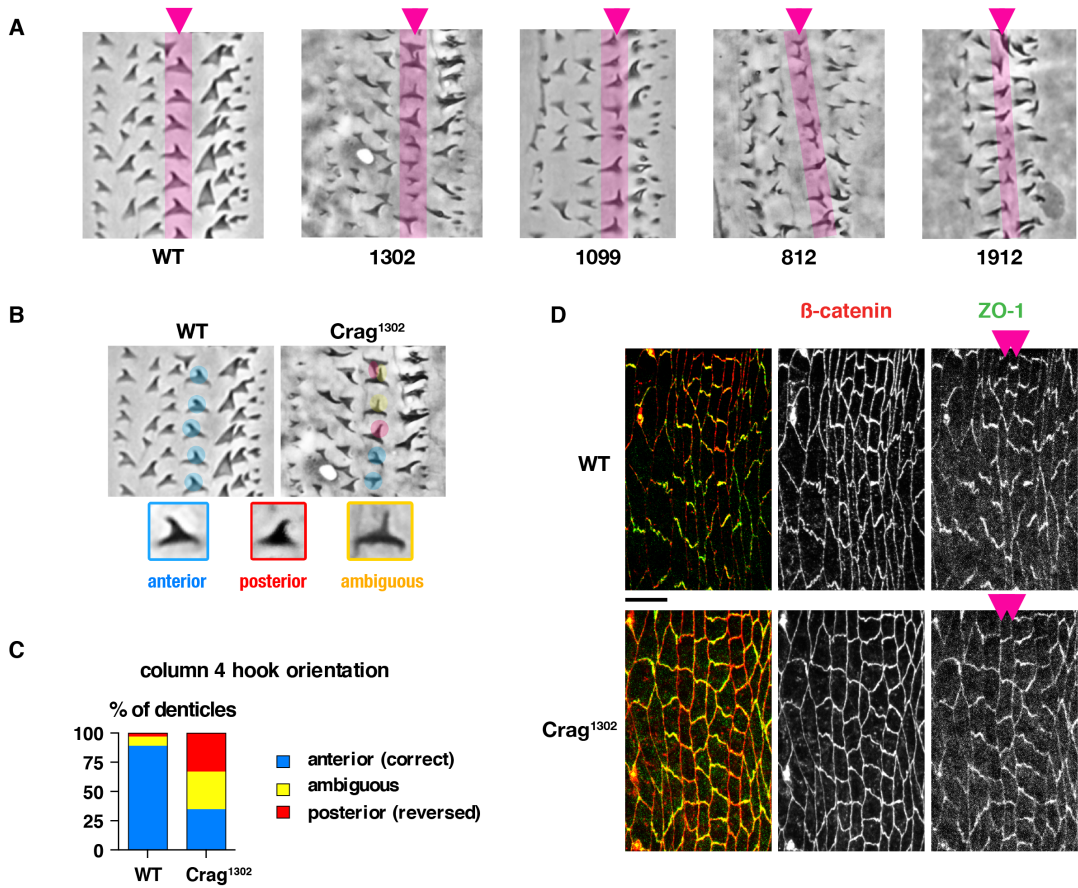 A
WT
1302
1099
812
1912
B
WT
Crag¹³⁰²
anterior
posterior
ambiguous
C
column 4 hook orientation
% of denticles
100
75
50
25
0
WT
Crag¹³⁰²
anterior (correct)
ambiguous
posterior (reversed)
D
ß-catenin
ZO-1
WT
Crag¹³⁰²